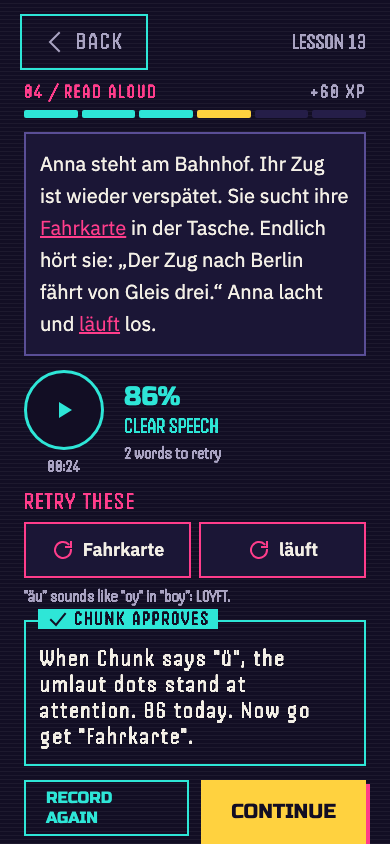 BACK
LESSON 13
04 / READ ALOUD
+60 XP
Anna steht am Bahnhof. Ihr Zug
ist wieder verspätet. Sie sucht ihre
Fahrkarte in der Tasche. Endlich
hört sie: „Der Zug nach Berlin
fährt von Gleis drei.“ Anna lacht
und läuft los.
86%
CLEAR SPEECH
2 words to retry
00:24
RETRY THESE
Fahrkarte
läuft
"äu" sounds like "oy" in "boy": LOYFT.
CHUNK APPROVES
When Chunk says "ü", the
umlaut dots stand at
attention. 86 today. Now go
get "Fahrkarte".
RECORD
AGAIN
CONTINUE